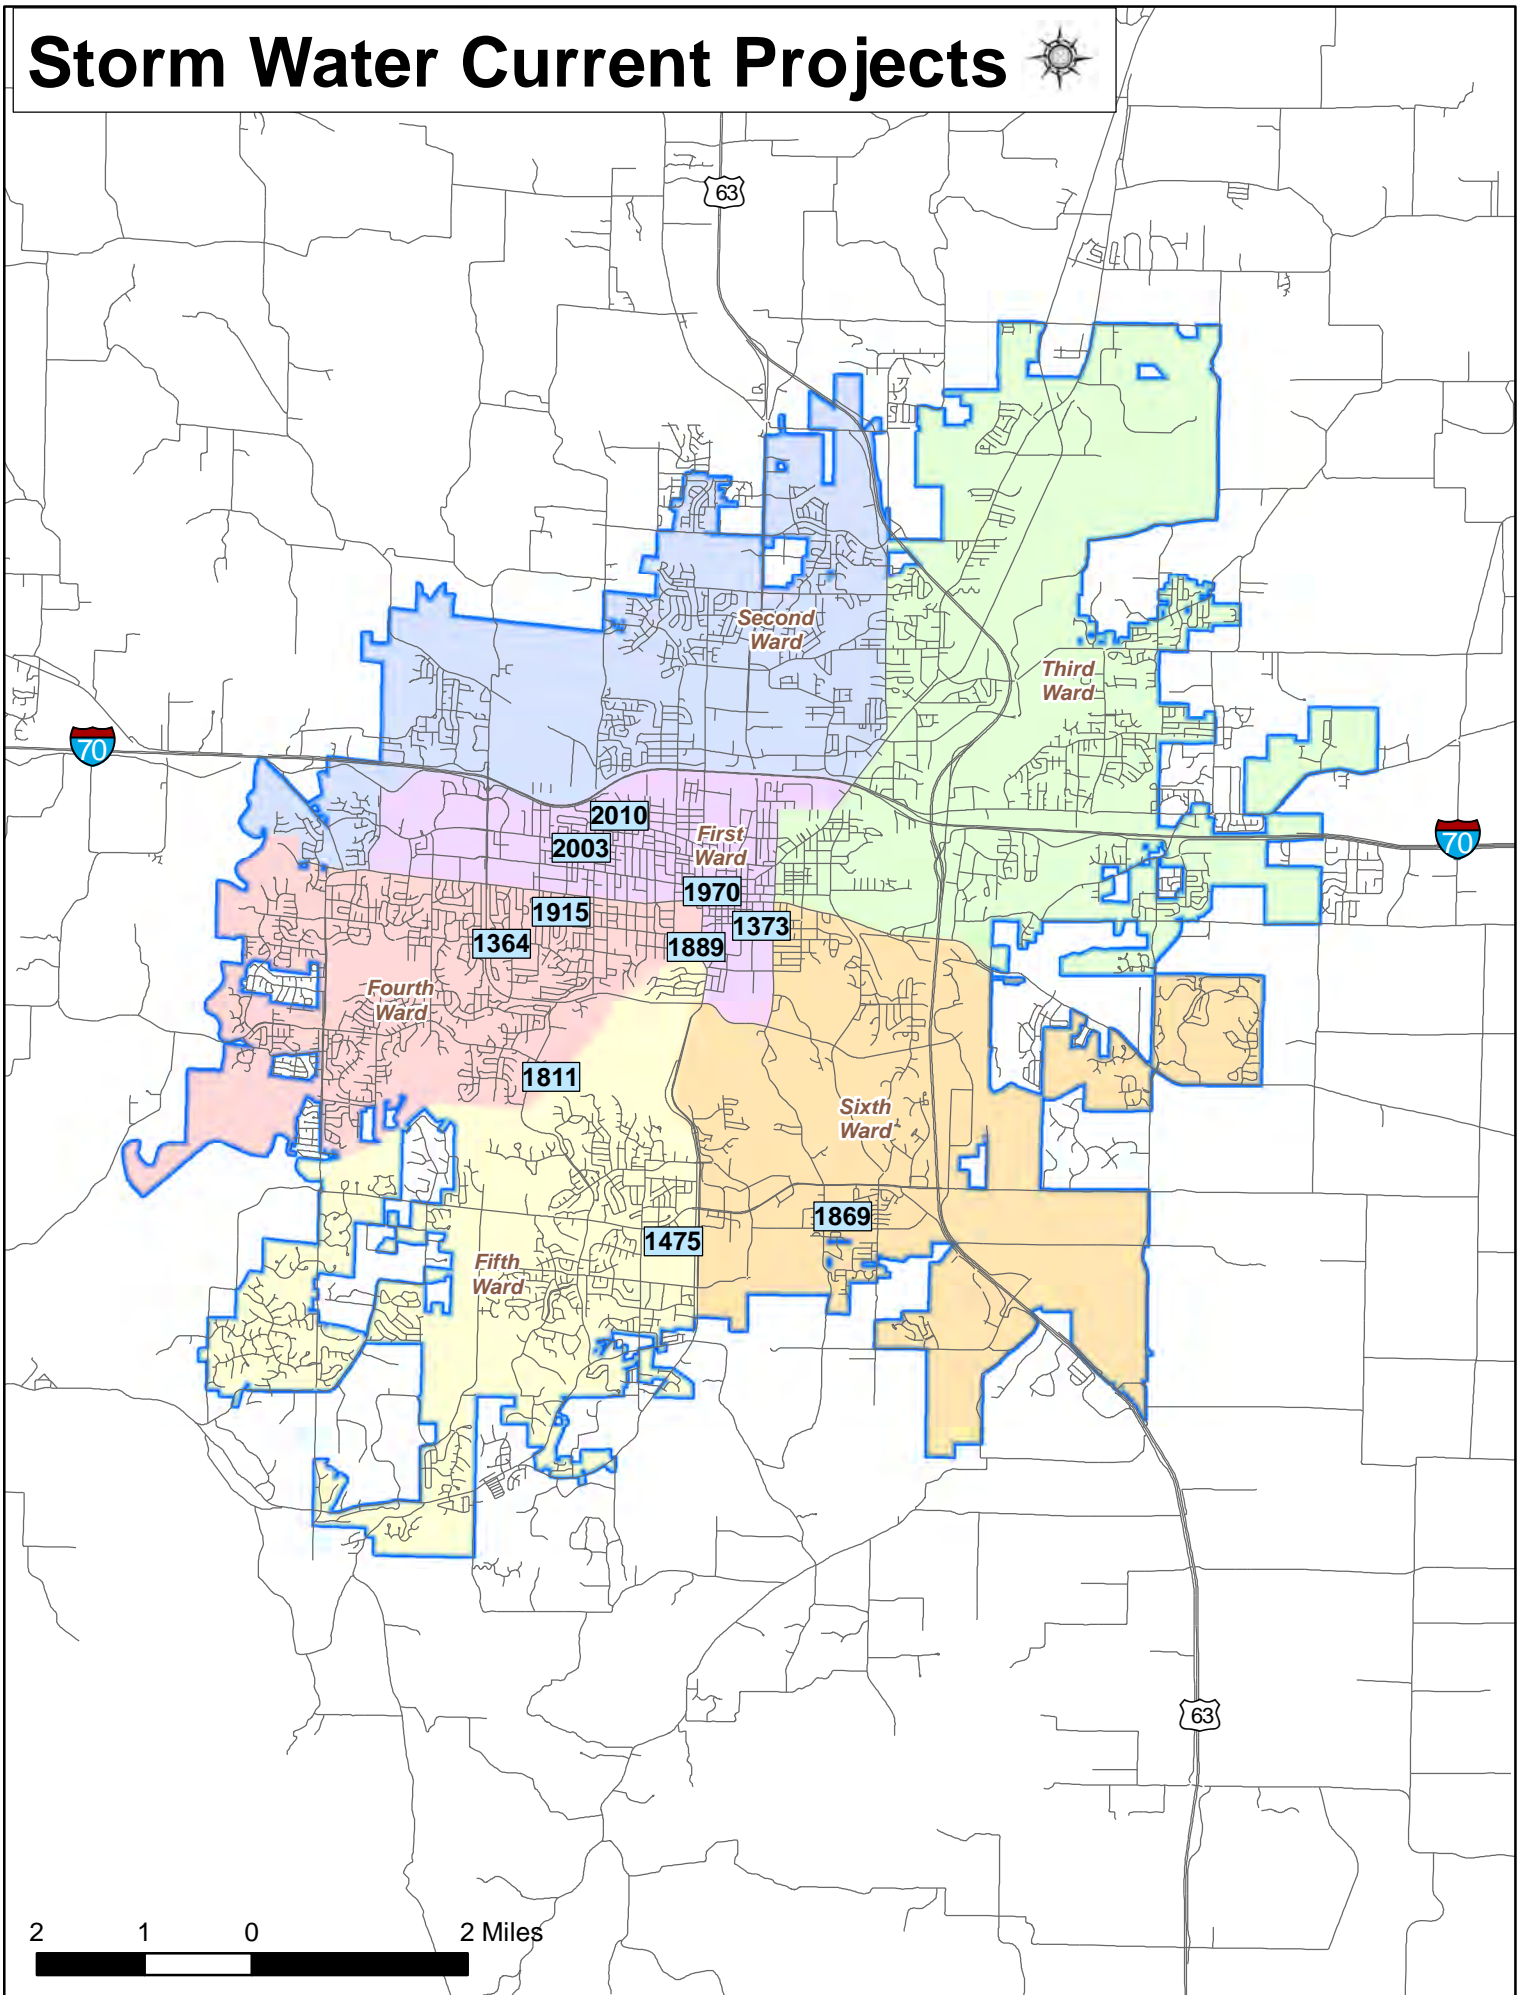 Storm Water Current Projects
63
Second
Ward
Third
Ward
70
2010
First
Ward
2003
70
1970
1915
1373
1364
1889
Fourth
Ward
1811
Sixth
Ward
1869
1475
Fifth
Ward
63
2 1 0 2 Miles